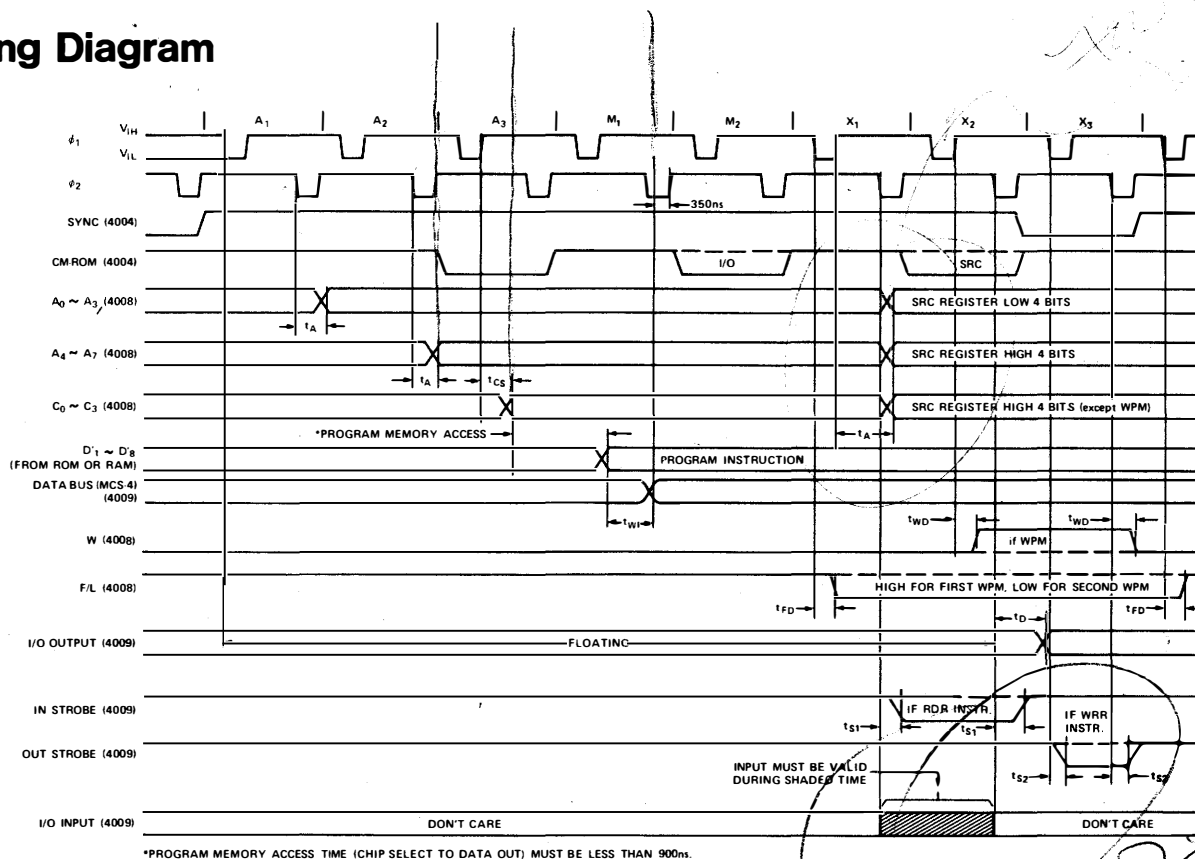 ng Diagram
A1 A2 A3 M1 M2 X1 X2 X3
ϕ1 VIH
VIL
ϕ2
350ns
SYNC (4004)
CM-ROM (4004) I/O SRC
A0 ~ A3 (4008) SRC REGISTER LOW 4 BITS
tA
A4 ~ A7 (4008) SRC REGISTER HIGH 4 BITS
tA tCS
C0 ~ C3 (4008) SRC REGISTER HIGH 4 BITS (except WPM)
*PROGRAM MEMORY ACCESS tA
D'1 ~ D'8
(FROM ROM OR RAM) PROGRAM INSTRUCTION
DATA BUS (MCS-4)
(4009)
tWI tWD tWD
W (4008) if WPM
F/L (4008) HIGH FOR FIRST WPM, LOW FOR SECOND WPM
tFD tD tFD
I/O OUTPUT (4009) FLOATING
IN STROBE (4009) IF RDR INSTR.
tS1 tS1 IF WRR
INSTR.
OUT STROBE (4009)
tS2 tS2
INPUT MUST BE VALID
DURING SHADED TIME
I/O INPUT (4009) DON'T CARE DON'T CARE
*PROGRAM MEMORY ACCESS TIME (CHIP SELECT TO DATA OUT) MUST BE LESS THAN 900ns.